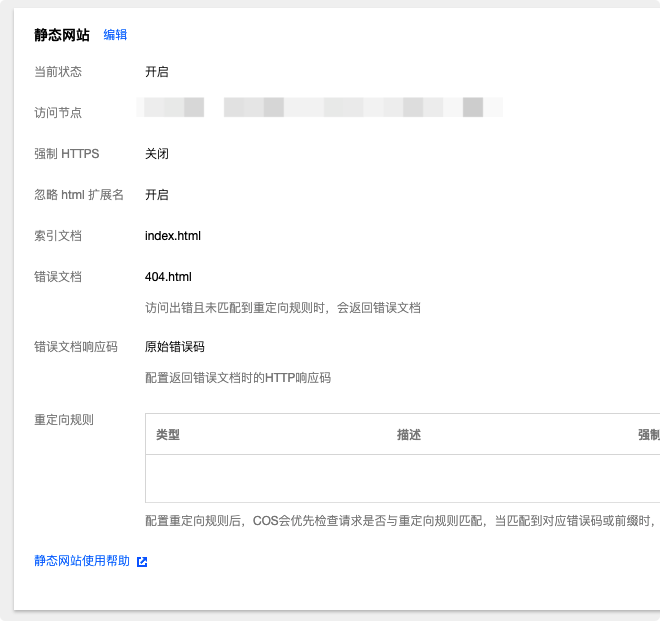 静态网站 编辑
当前状态 开启
访问节点
强制 HTTPS 关闭
忽略 html 扩展名 开启
索引文档 index.html
错误文档 404.html
访问出错且未匹配到重定向规则时，会返回错误文档
错误文档响应码 原始错误码
配置返回错误文档时的HTTP响应码
重定向规则
类型 描述 强制
配置重定向规则后，COS会优先检查请求是否与重定向规则匹配，当匹配到对应错误码或前缀时，
静态网站使用帮助